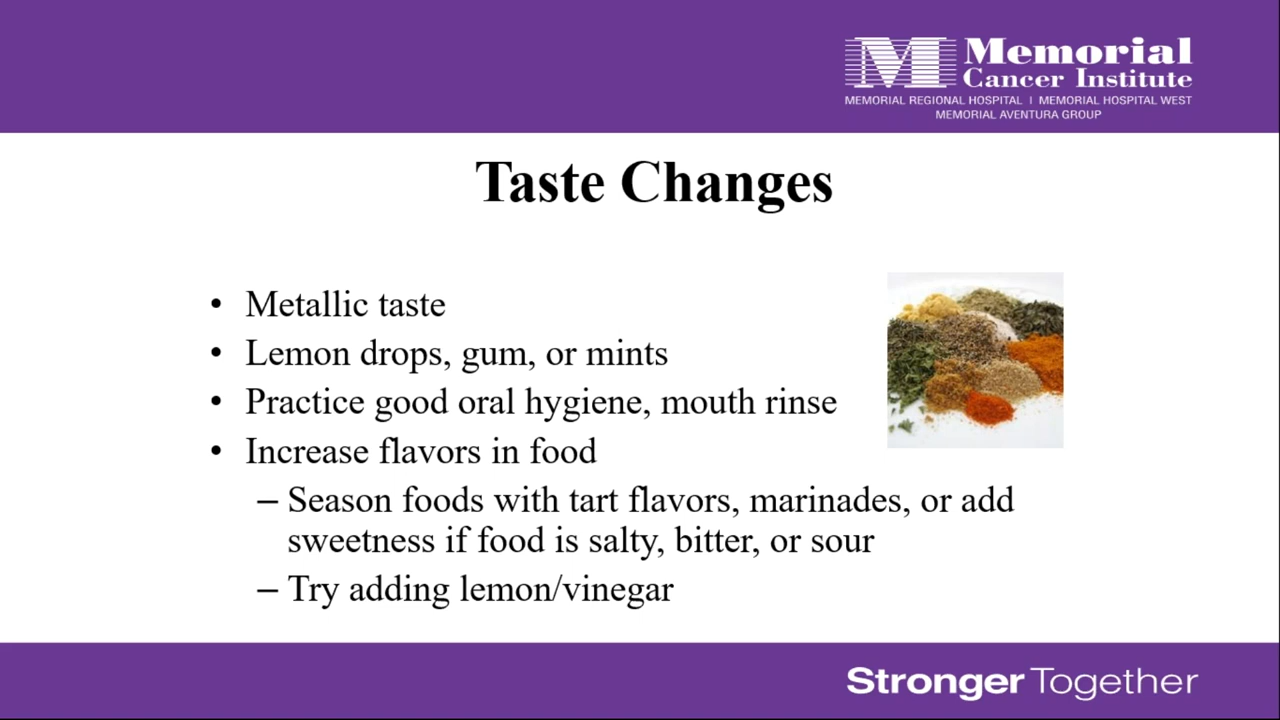 M Memorial
Cancer Institute
MEMORIAL REGIONAL HOSPITAL | MEMORIAL HOSPITAL WEST
MEMORIAL AVENTURA GROUP
Taste Changes
• Metallic taste
• Lemon drops, gum, or mints
• Practice good oral hygiene, mouth rinse
• Increase flavors in food
– Season foods with tart flavors, marinades, or add
sweetness if food is salty, bitter, or sour
– Try adding lemon/vinegar
Stronger Together